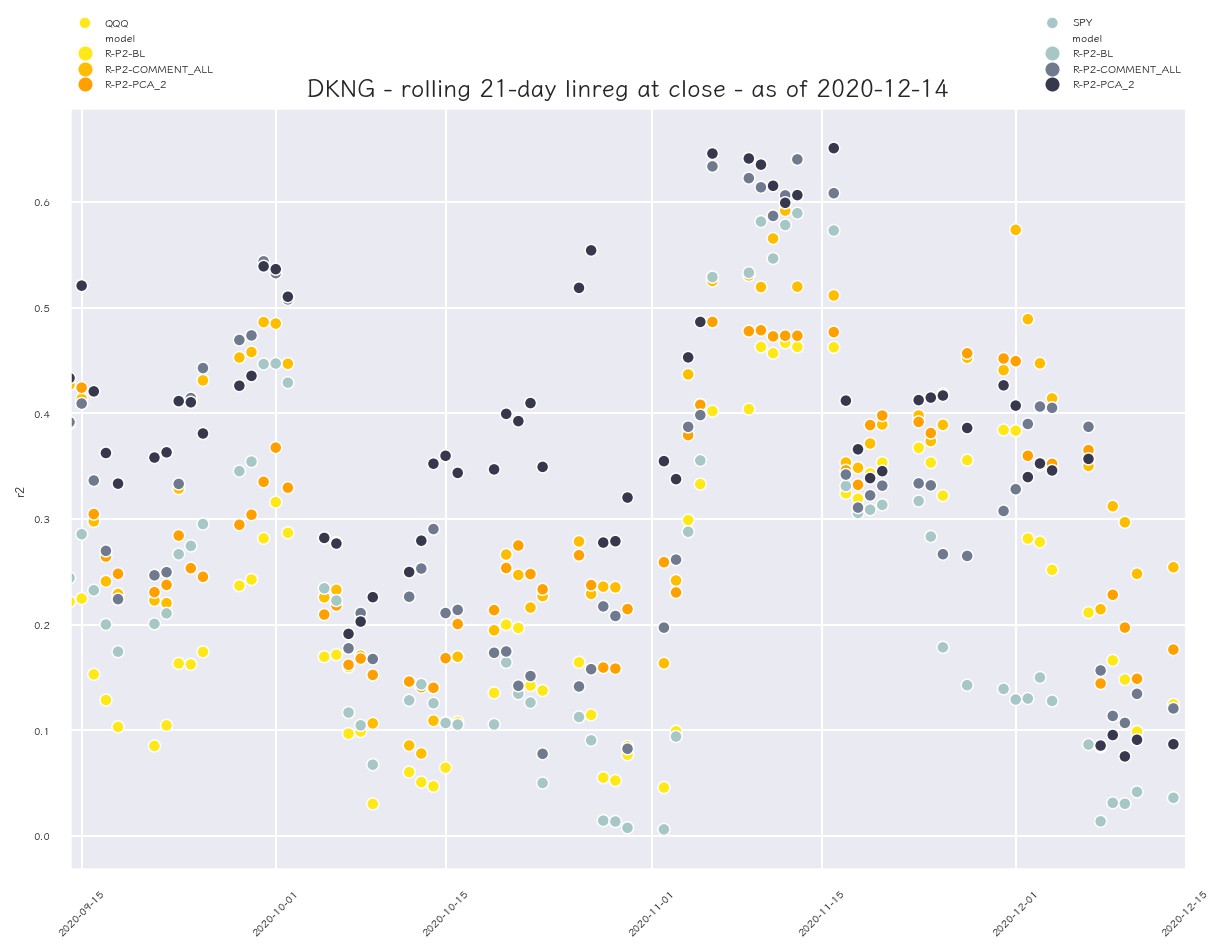 QQQ
model
R-P2-BL
R-P2-COMMENT_ALL
R-P2-PCA_2
SPY
model
R-P2-BL
R-P2-COMMENT_ALL
R-P2-PCA_2
DKNG - rolling 21-day linreg at close - as of 2020-12-14
0.6
0.5
0.4
0.3
0.2
0.1
0.0
r2
2020-09-15
2020-10-01
2020-10-15
2020-11-01
2020-11-15
2020-12-01
2020-12-15